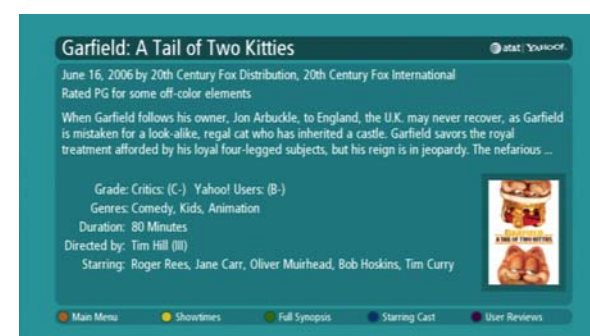 Garfield: A Tail of Two Kitties
at&t YAHOO!.
June 16, 2006 by 20th Century Fox Distribution, 20th Century Fox International
Rated PG for some off-color elements
When Garfield follows his owner, Jon Arbuckle, to England, the U.K. may never recover, as Garfield
is mistaken for a look-alike, regal cat who has inherited a castle. Garfield savors the royal
treatment afforded by his loyal four-legged subjects, but his reign is in jeopardy. The nefarious ...
Grade: Critics: (C-) Yahoo! Users: (B-)
Genres: Comedy, Kids, Animation
Duration: 80 Minutes
Directed by: Tim Hill (III)
Starring: Roger Rees, Jane Carr, Oliver Muirhead, Bob Hoskins, Tim Curry
GARFIELD
A TAIL OF TWO KITTIES
Main Menu
Showtimes
Full Synopsis
Starring Cast
User Reviews